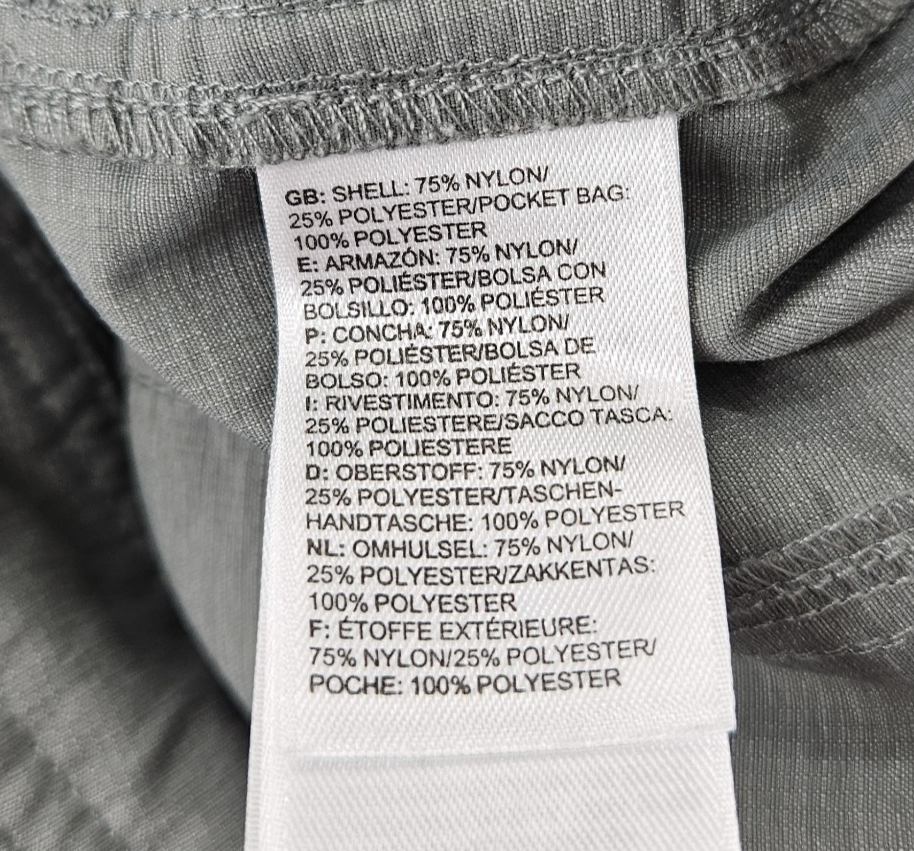 GB: SHELL: 75% NYLON/
25% POLYESTER/POCKET BAG:
100% POLYESTER
E: ARMAZÓN: 75% NYLON/
25% POLIÉSTER/BOLSA CON
BOLSILLO: 100% POLIÉSTER
P: CONCHA: 75% NYLON/
25% POLIÉSTER/BOLSA DE
BOLSO: 100% POLIÉSTER
I: RIVESTIMENTO: 75% NYLON/
25% POLIESTERE/SACCO TASCA:
100% POLIESTERE
D: OBERSTOFF: 75% NYLON/
25% POLYESTER/TASCHEN-
HANDTASCHE: 100% POLYESTER
NL: OMHULSEL: 75% NYLON/
25% POLYESTER/ZAKKENTAS:
100% POLYESTER
F: ÉTOFFE EXTÉRIEURE:
75% NYLON/25% POLYESTER/
POCHE: 100% POLYESTER